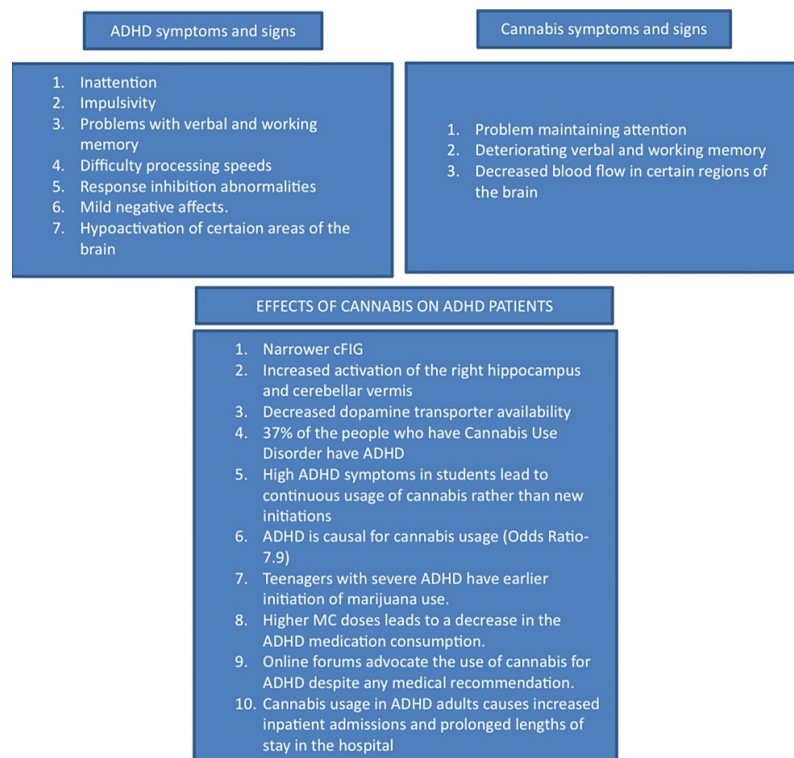 ADHD symptoms and signs
1. Inattention
2. Impulsivity
3. Problems with verbal and working
memory
4. Difficulty processing speeds
5. Response inhibition abnormalities
6. Mild negative affects.
7. Hypoactivation of certaion areas of the
brain
Cannabis symptoms and signs
1. Problem maintaining attention
2. Deteriorating verbal and working memory
3. Decreased blood flow in certain regions of
the brain
EFFECTS OF CANNABIS ON ADHD PATIENTS
1. Narrower cFIG
2. Increased activation of the right hippocampus
and cerebellar vermis
3. Decreased dopamine transporter availability
4. 37% of the people who have Cannabis Use
Disorder have ADHD
5. High ADHD symptoms in students lead to
continuous usage of cannabis rather than new
initiations
6. ADHD is causal for cannabis usage (Odds Ratio-
7.9)
7. Teenagers with severe ADHD have earlier
initiation of marijuana use.
8. Higher MC doses leads to a decrease in the
ADHD medication consumption.
9. Online forums advocate the use of cannabis for
ADHD despite any medical recommendation.
10. Cannabis usage in ADHD adults causes increased
inpatient admissions and prolonged lengths of
stay in the hospital